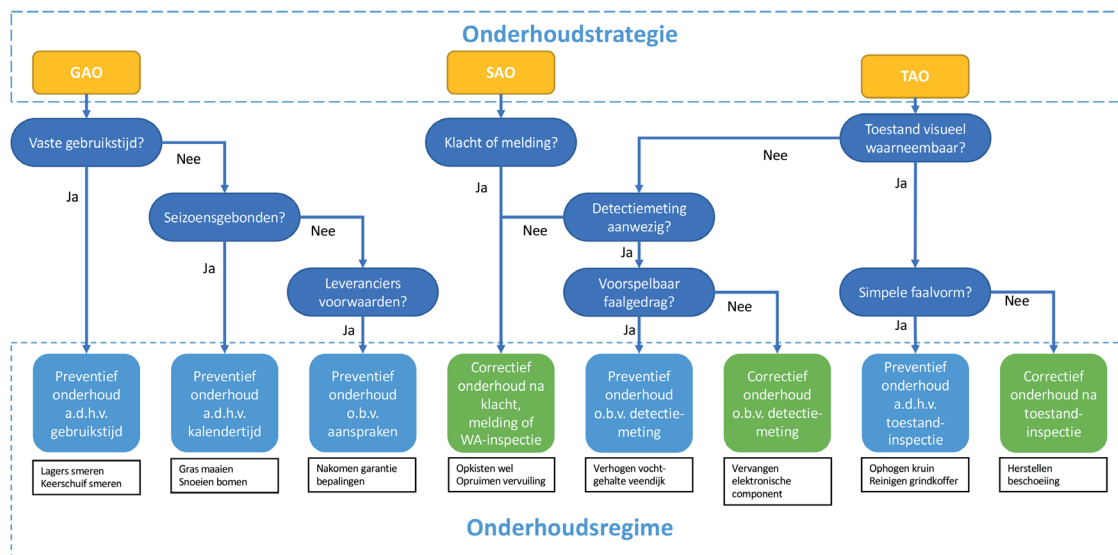 Onderhoudstrategie
GAO
SAO
TAO
Vaste gebruikstijd?
Klacht of melding?
Toestand visueel
waarneembaar?
Nee
Nee
Ja
Ja
Ja
Seizoensgebonden?
Detectiemeting
aanwezig?
Nee
Nee
Ja
Ja
Leveranciers
voorwaarden?
Voorspelbaar
faalgedrag?
Simpele faalvorm?
Nee
Nee
Ja
Ja
Ja
Preventief
onderhoud
a.d.h.v.
gebruikstijd
Preventief
onderhoud
a.d.h.v.
kalendertijd
Preventief
onderhoud
o.b.v.
aanspraken
Correctief
onderhoud na
klacht,
melding of
WA-inspectie
Preventief
onderhoud
o.b.v. detectie-
meting
Correctief
onderhoud
o.b.v. detectie-
meting
Preventief
onderhoud
a.d.h.v.
toestand-
inspectie
Correctief
onderhoud na
toestand-
inspectie
Lagers smeren
Keerschuif smeren
Gras maaien
Snoeien bomen
Nakomen garantie
bepalingen
Opkisten wel
Opruimen vervuiling
Verhogen vocht-
gehalte veendijk
Vervangen
elektronische
component
Ophogen kruin
Reinigen grindkoffer
Herstellen
beschoeiing
Onderhoudsregime